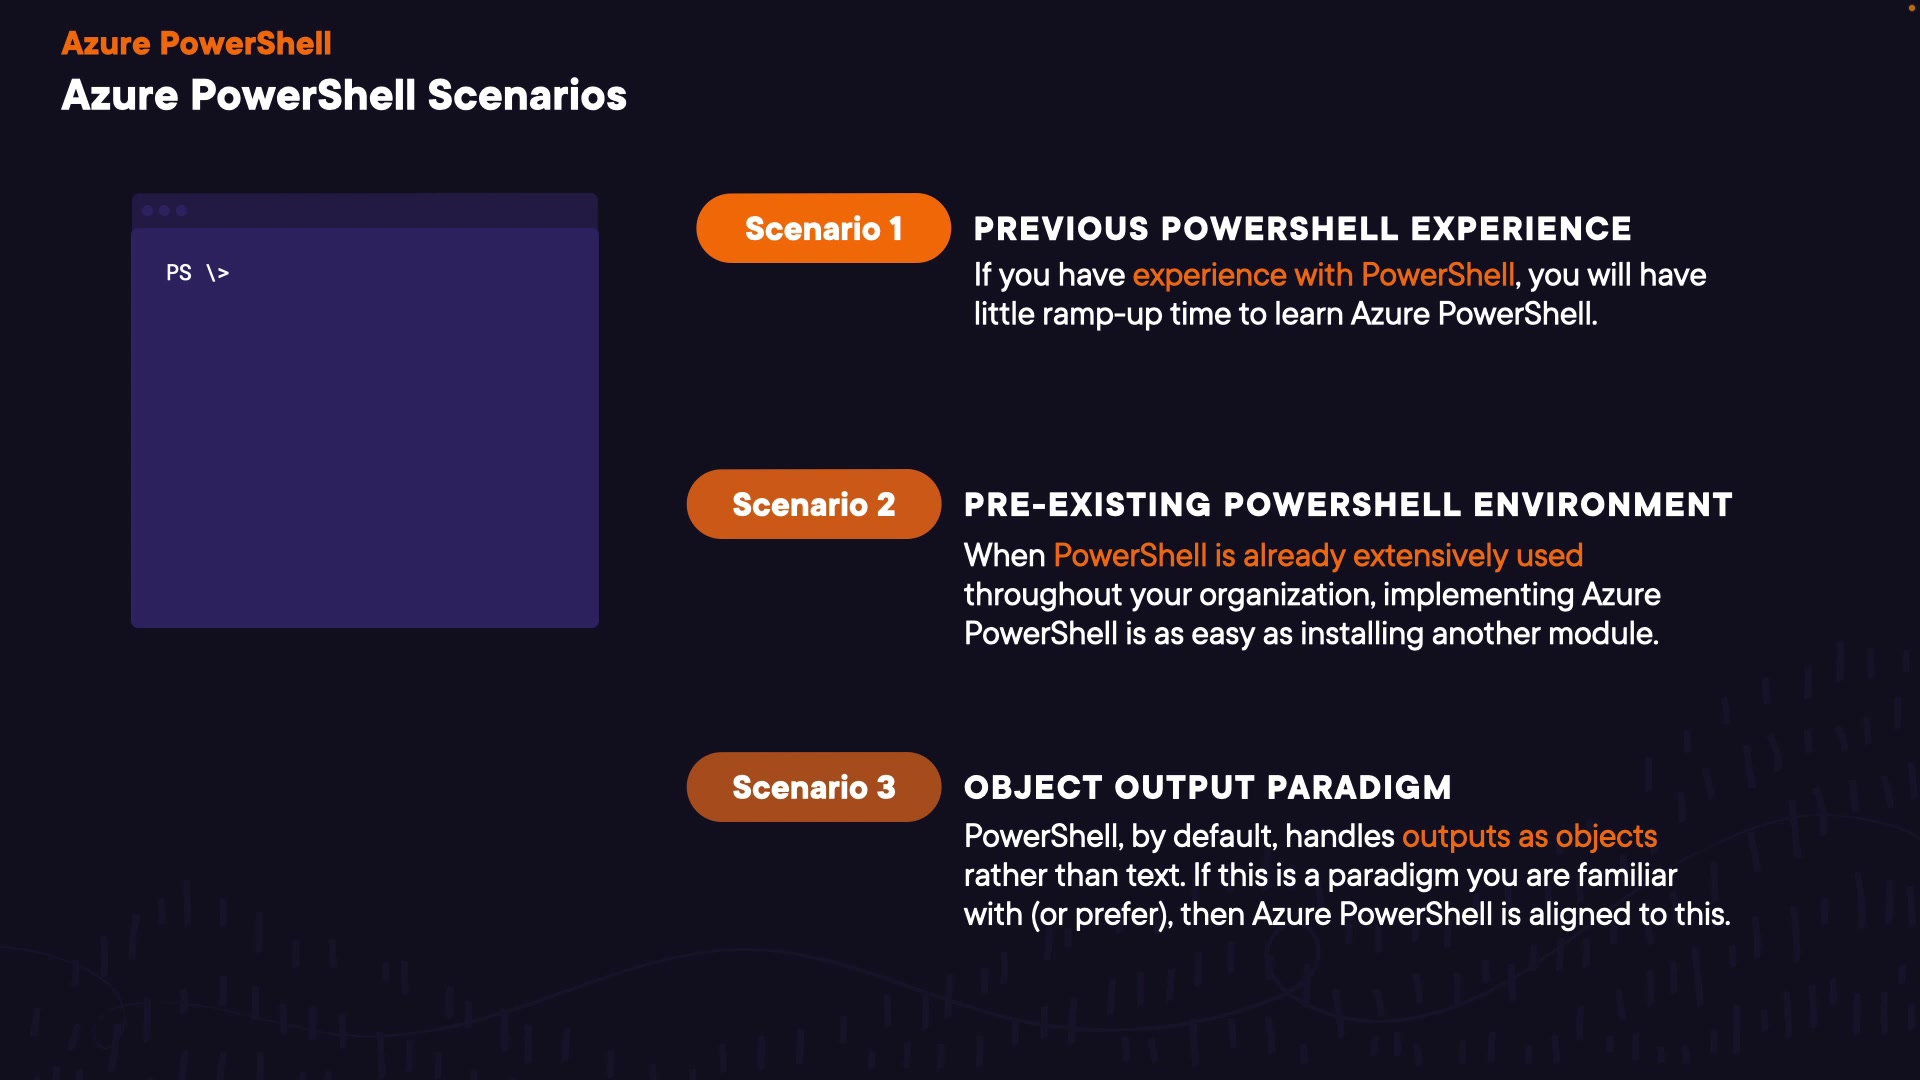 Azure PowerShell
Azure PowerShell Scenarios
PS \>
Scenario 1
PREVIOUS POWERSHELL EXPERIENCE
If you have experience with PowerShell, you will have
little ramp-up time to learn Azure PowerShell.
Scenario 2
PRE-EXISTING POWERSHELL ENVIRONMENT
When PowerShell is already extensively used
throughout your organization, implementing Azure
PowerShell is as easy as installing another module.
Scenario 3
OBJECT OUTPUT PARADIGM
PowerShell, by default, handles outputs as objects
rather than text. If this is a paradigm you are familiar
with (or prefer), then Azure PowerShell is aligned to this.